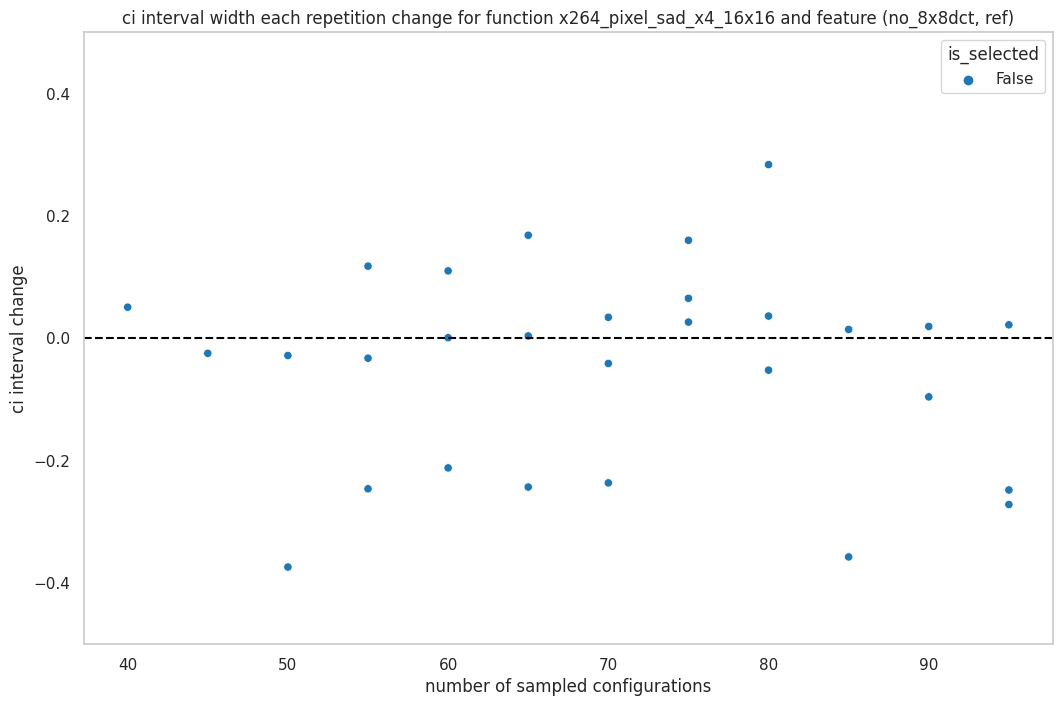 ci interval width each repetition change for function x264_pixel_sad_x4_16x16 and feature (no_8x8dct, ref)
is_selected
False
ci interval change
0.4
0.2
0.0
−0.2
−0.4
40 50 60 70 80 90
number of sampled configurations